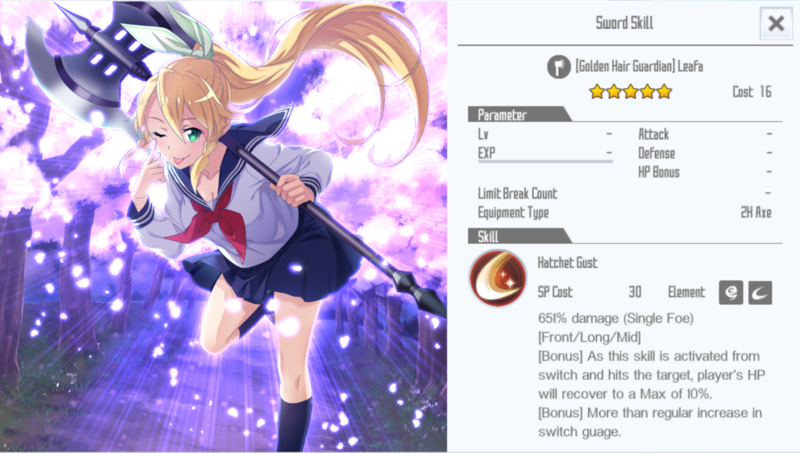 Sword Skill
[Golden Hair Guardian] Leafa
Cost 16
Parameter
Lv - Attack -
EXP - Defense -
HP Bonus -
Limit Break Count -
Equipment Type 2H Axe
Skill
Hatchet Gust
SP Cost 30 Element
651% damage (Single Foe)
[Front/Long/Mid]
[Bonus] As this skill is activated from
switch and hits the target, player's HP
will recover to a Max of 10%.
[Bonus] More than regular increase in
switch guage.